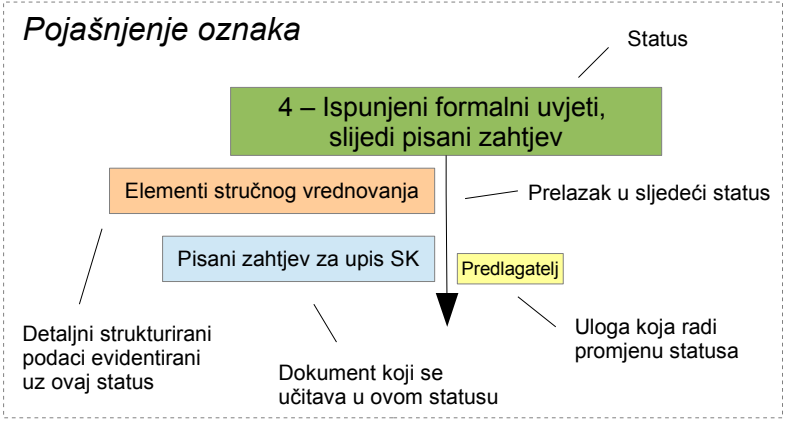 Pojašnjenje oznaka
Status
4 – Ispunjeni formalni uvjeti,
slijedi pisani zahtjev
Elementi stručnog vrednovanja
Prelazak u sljedeći status
Pisani zahtjev za upis SK
Predlagatelj
Detaljni strukturirani
podaci evidentirani
uz ovaj status
Dokument koji se
učitava u ovom statusu
Uloga koja radi
promjenu statusa